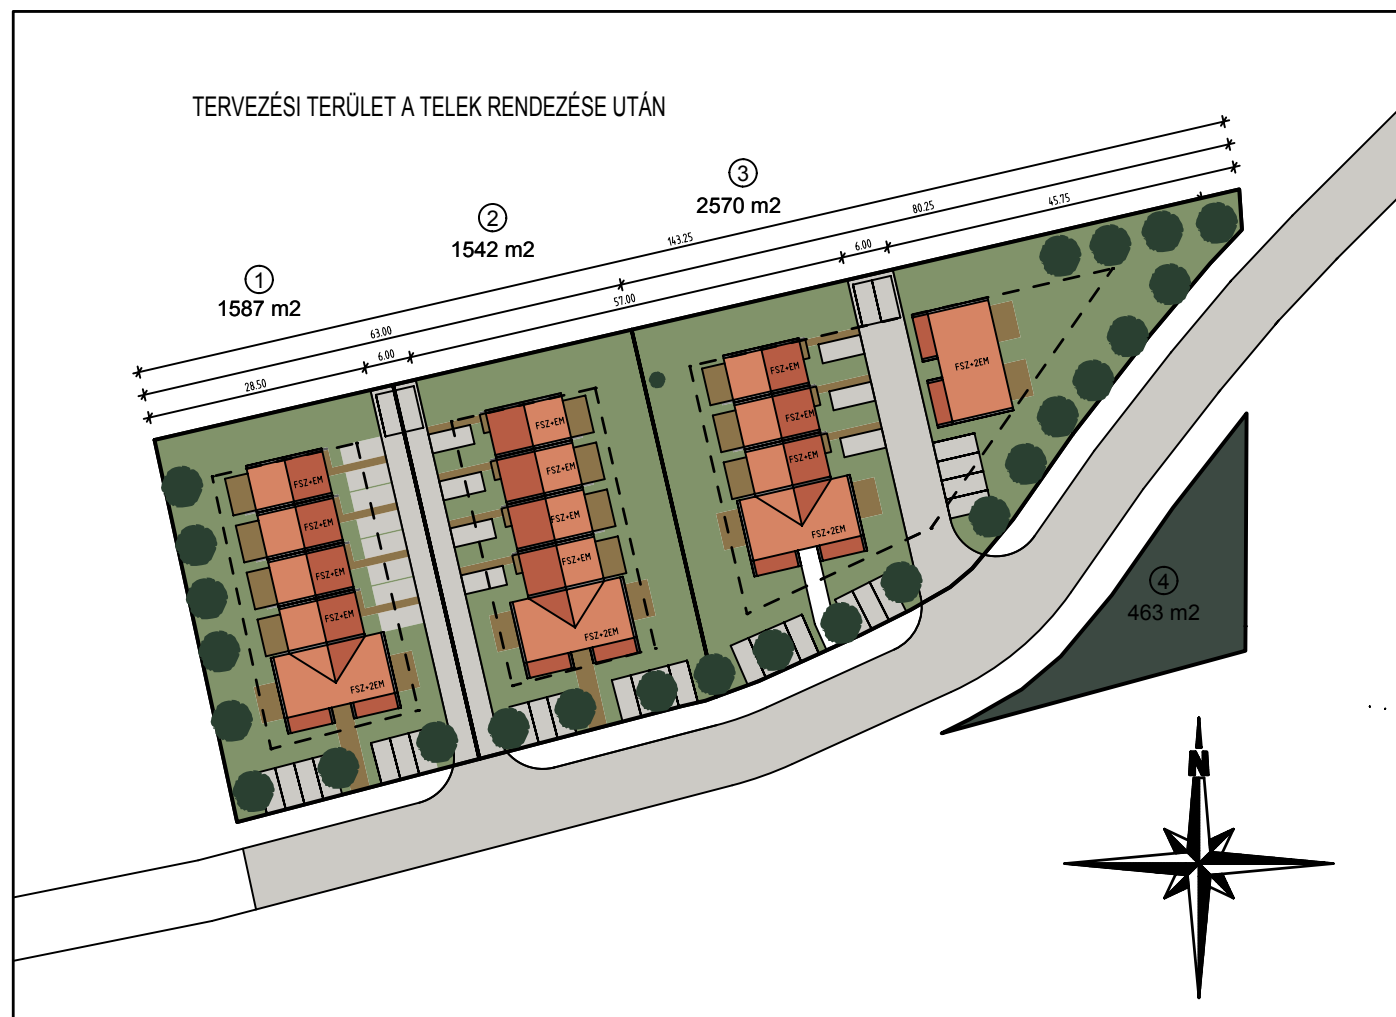 TERVEZÉSI TERÜLET A TELEK RENDEZÉSE UTÁN
3
2570 m2
2
1542 m2
1
1587 m2
143.25
80.25
45.75
6.00
57.00
63.00
6.00
28.50
FSZ+EM
FSZ+EM
FSZ+EM
FSZ+EM
FSZ+2EM
FSZ+EM
FSZ+EM
FSZ+EM
FSZ+EM
FSZ+2EM
FSZ+EM
FSZ+EM
FSZ+EM
FSZ+2EM
FSZ+2EM
4
463 m2
N